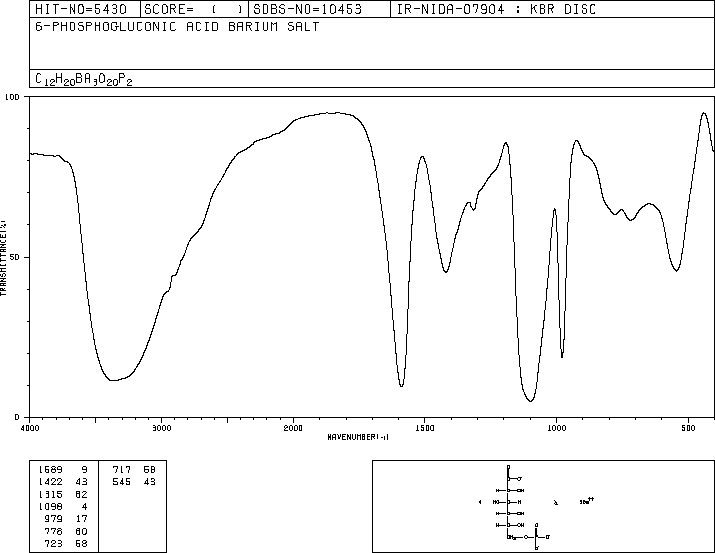 HIT-NO=5430 SCORE= ( ) SDBS-NO=10453 IR-NIDA-07904 : KBR DISC
6-PHOSPHOGLUCONIC ACID BARIUM SALT
C12H20BA3O20P2
100
50
0
TRANSMITTANCE(%)
4000 3000 2000 1500 1000 500
WAVENUMBER(-1)
1589 9 717 58
1422 43 545 43
1315 62
1098 4
979 17
776 60
723 58